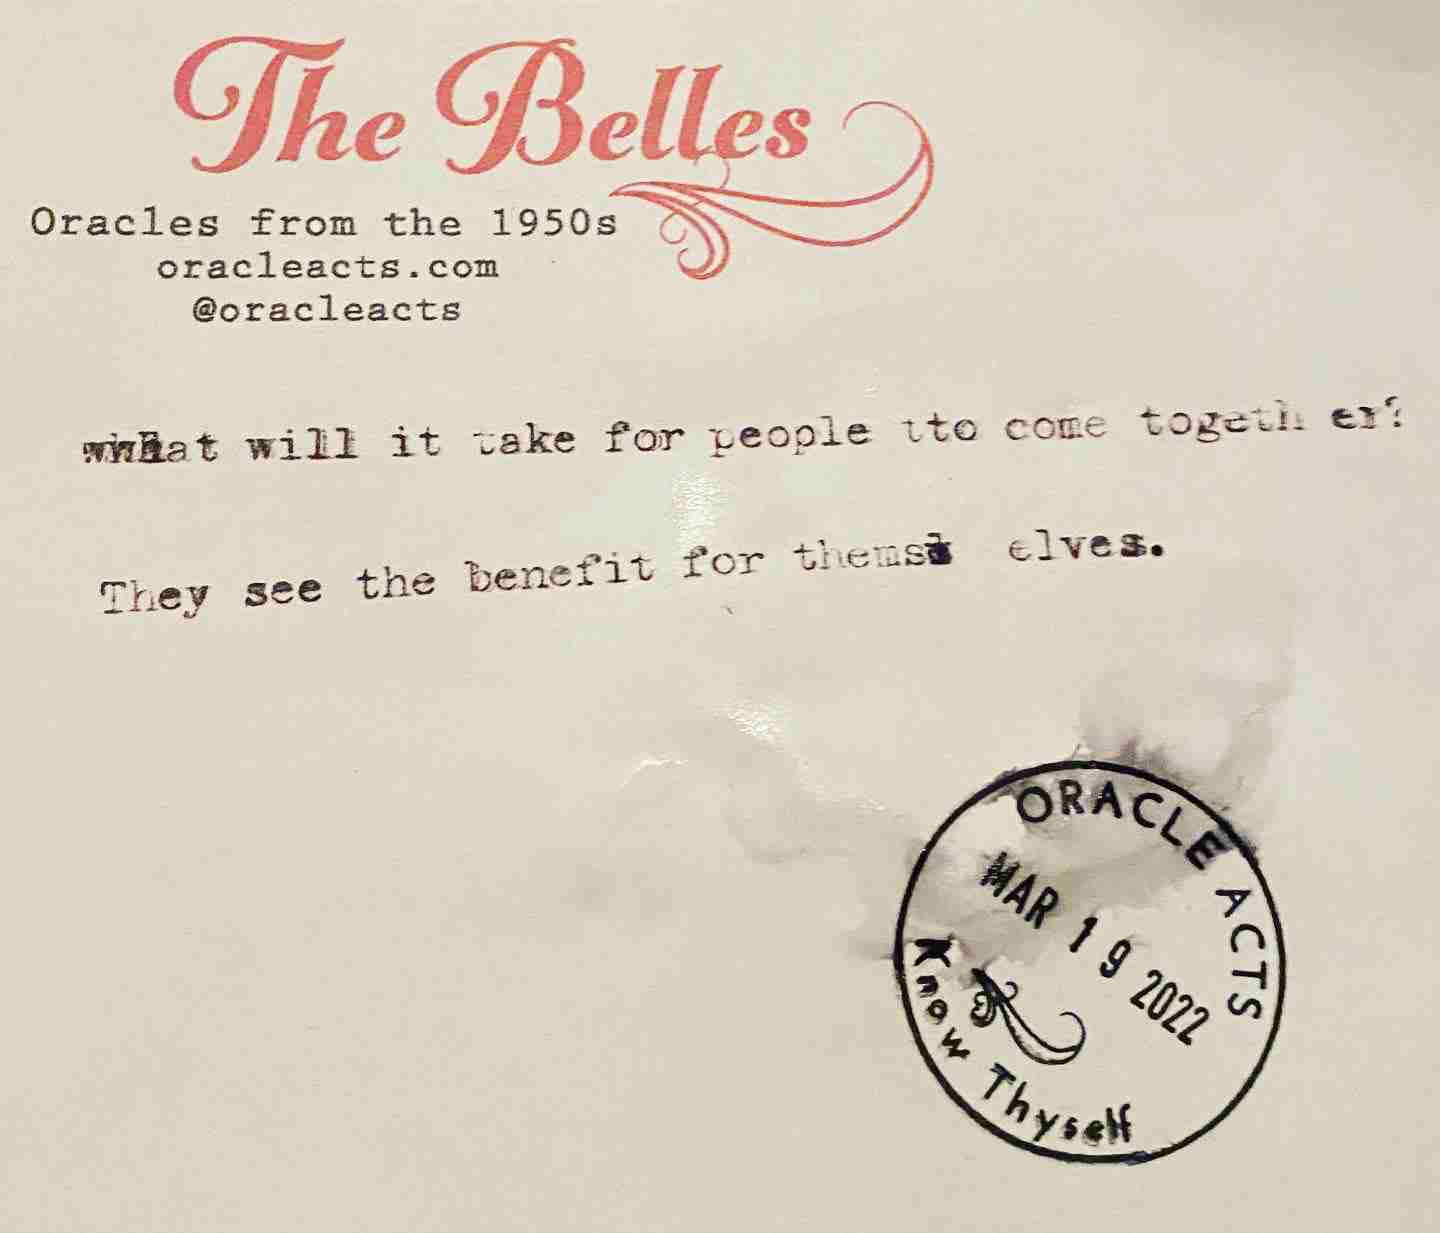 The Belles
Oracles from the 1950s
oracleacts.com
@oracleacts
what will it take for people tto come togeth er?
They see the benefit for thems elves.
ORACLE ACTS
MAR 19 2022
Know Thyself